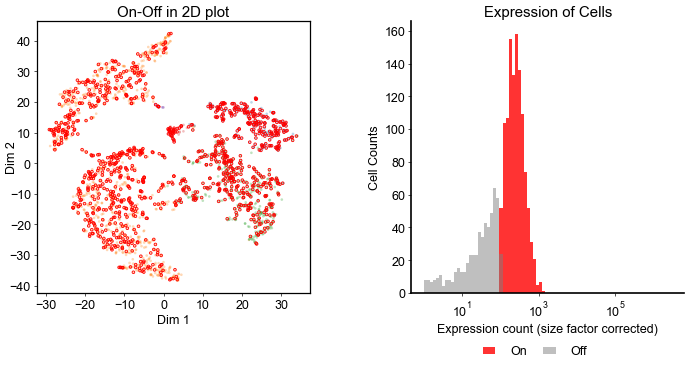 On-Off in 2D plot
40
30
20
10
0
−10
−20
−30
−40
Dim 2
−30 −20 −10 0 10 20 30
Dim 1
Expression of Cells
160
140
120
100
80
60
40
20
0
Cell Counts
10^1 10^3 10^5
Expression count (size factor corrected)
On Off